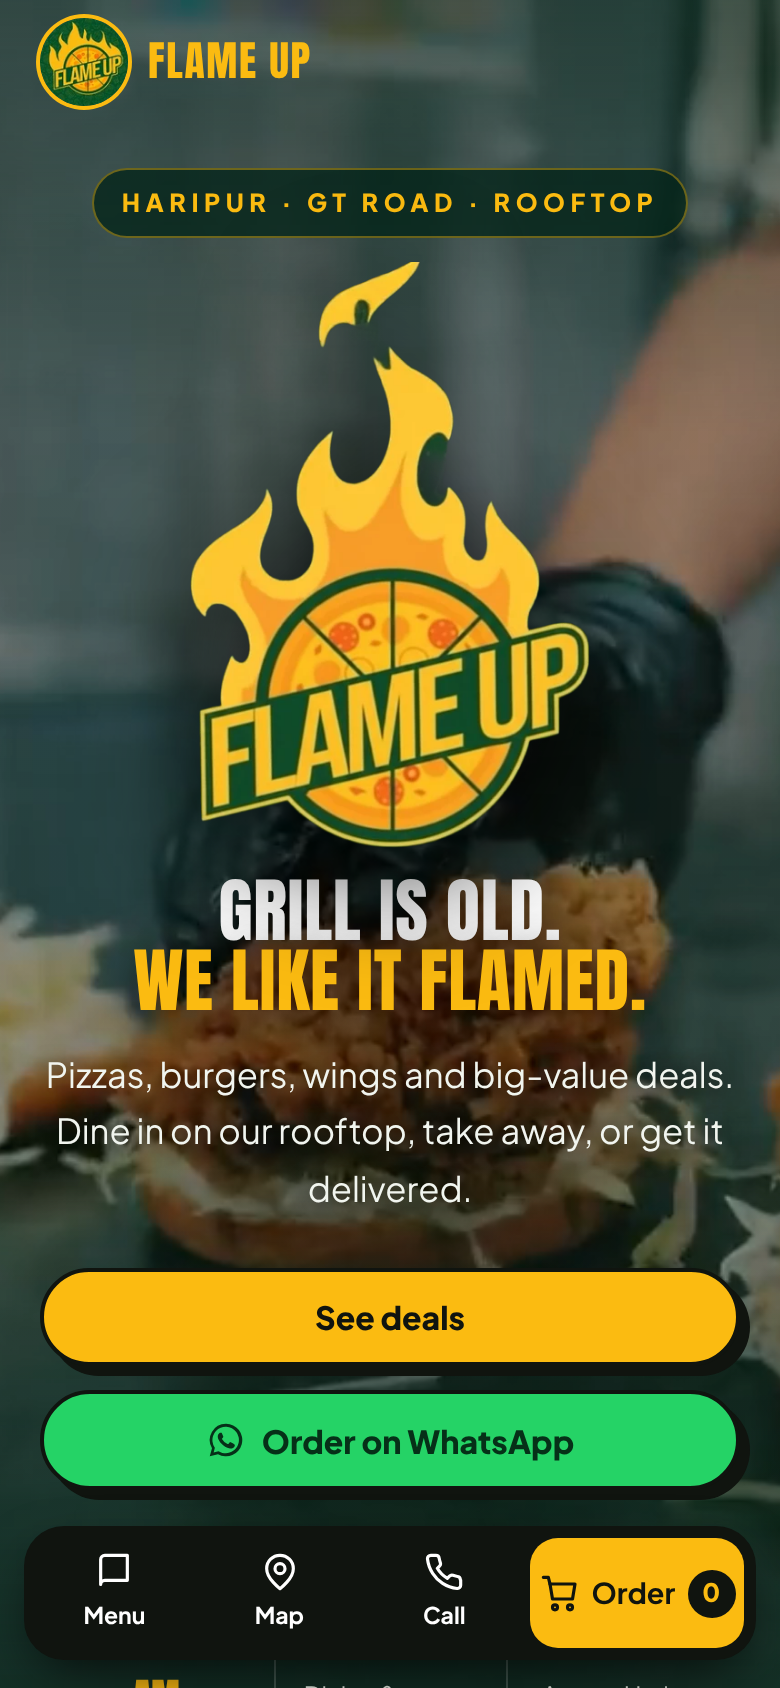 FLAME UP
FLAME UP
HARIPUR · GT ROAD · ROOFTOP
FLAME UP
GRILL IS OLD.
WE LIKE IT FLAMED.
Pizzas, burgers, wings and big-value deals.
Dine in on our rooftop, take away, or get it
delivered.
See deals
Order on WhatsApp
Menu
Map
Call
Order 0